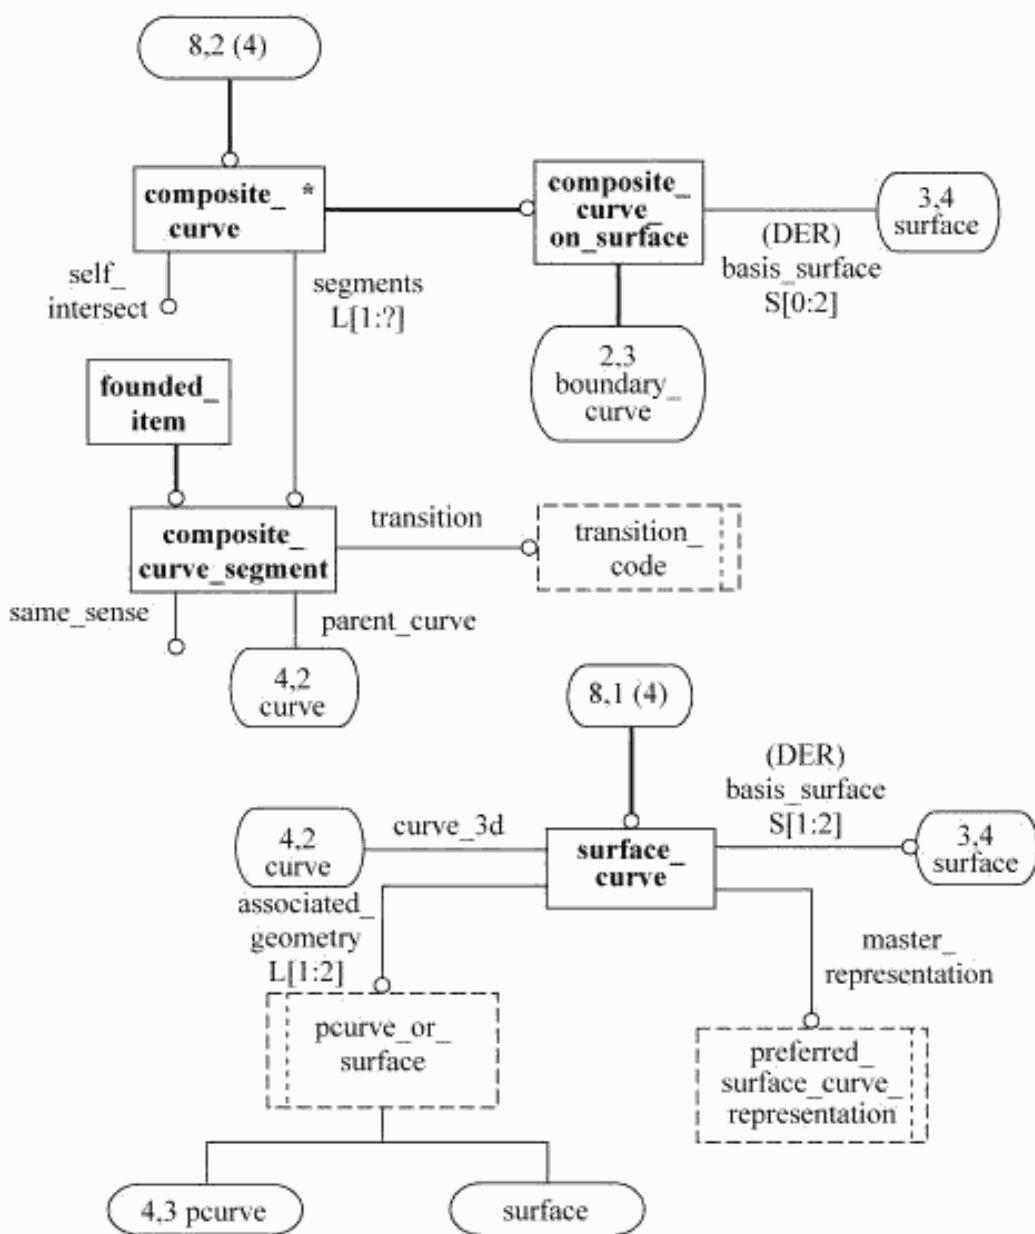 8,2 (4)
composite_ *
curve
composite_
curve_
on_surface
(DER)
basis_surface
S[0:2]
3,4
surface
self_
intersect
segments
L[1:?]
2,3
boundary_
curve
founded_
item
composite_
curve_segment
transition
transition_
code
same_sense
parent_curve
4,2
curve
8,1 (4)
(DER)
basis_surface
S[1:2]
4,2
curve
curve_3d
surface_
curve
3,4
surface
associated_
geometry
L[1:2]
master_
representation
pcurve_or_
surface
preferred_
surface_curve_
representation
4,3 pcurve
surface